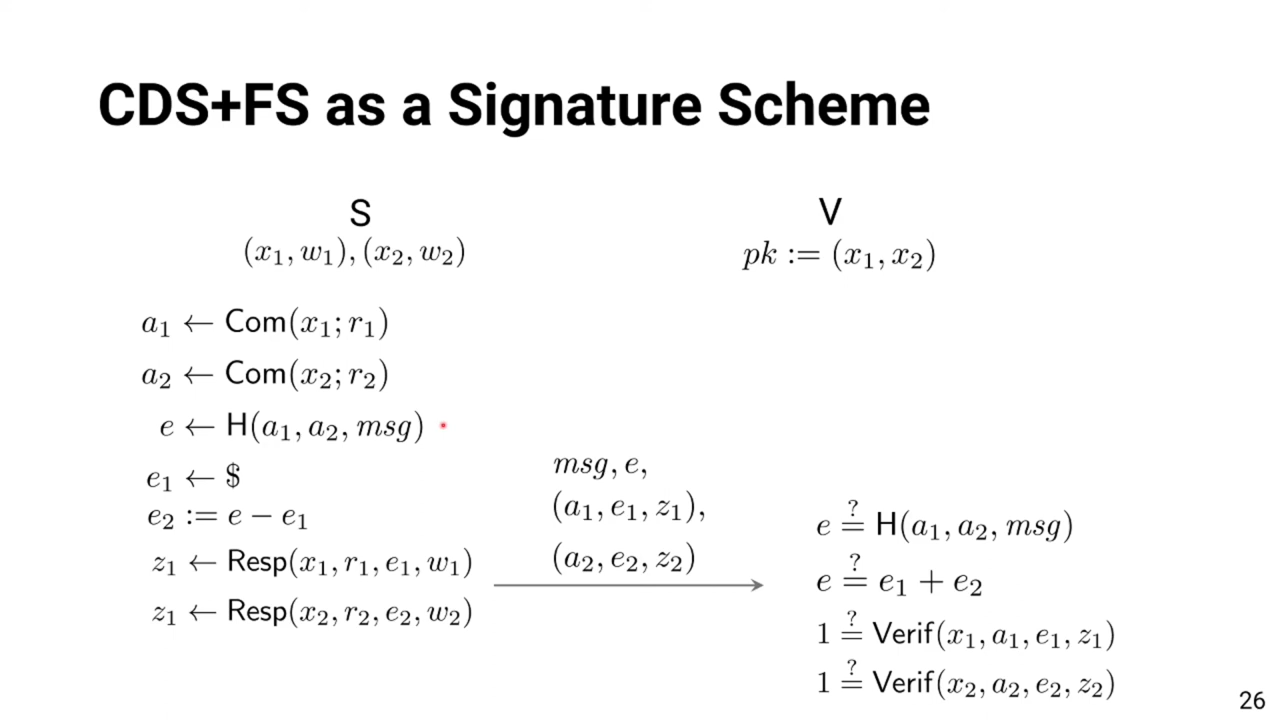 CDS+FS as a Signature Scheme
S
(x₁, w₁), (x₂, w₂)
V
pk := (x₁, x₂)
a₁ ← Com(x₁; r₁)
a₂ ← Com(x₂; r₂)
e ← H(a₁, a₂, msg)
e₁ ← $
e₂ := e − e₁
z₁ ← Resp(x₁, r₁, e₁, w₁)
z₁ ← Resp(x₂, r₂, e₂, w₂)
msg, e,
(a₁, e₁, z₁),
(a₂, e₂, z₂)
e ≟ H(a₁, a₂, msg)
e ≟ e₁ + e₂
1 ≟ Verif(x₁, a₁, e₁, z₁)
1 ≟ Verif(x₂, a₂, e₂, z₂)
26